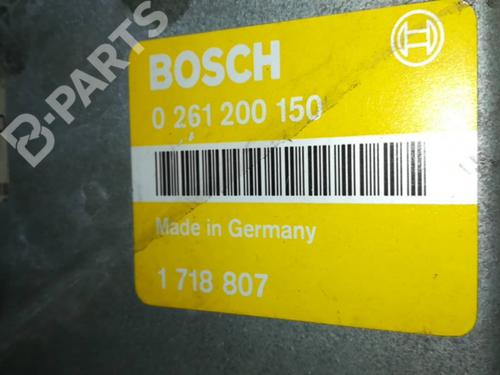 B-PARTS
BOSCH
0 261 200 150
Made in Germany
1 718 807